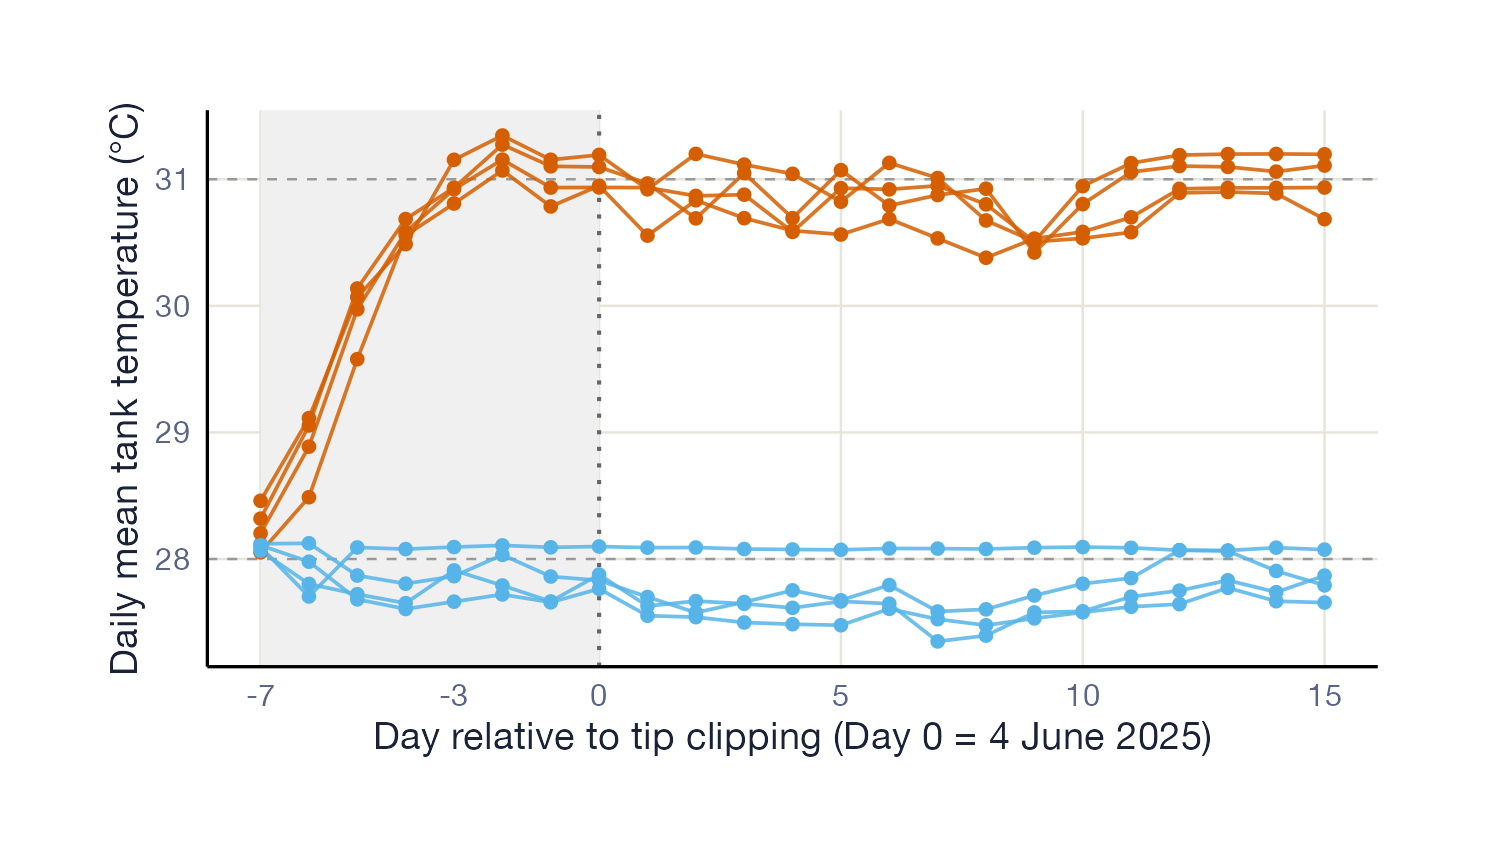 Daily mean tank temperature (°C)
31
30
29
28
-7 -3 0 5 10 15
Day relative to tip clipping (Day 0 = 4 June 2025)